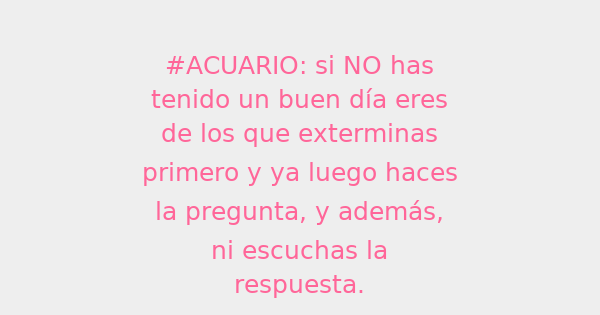 #ACUARIO: si NO has
tenido un buen día eres
de los que exterminas
primero y ya luego haces
la pregunta, y además,
ni escuchas la
respuesta.